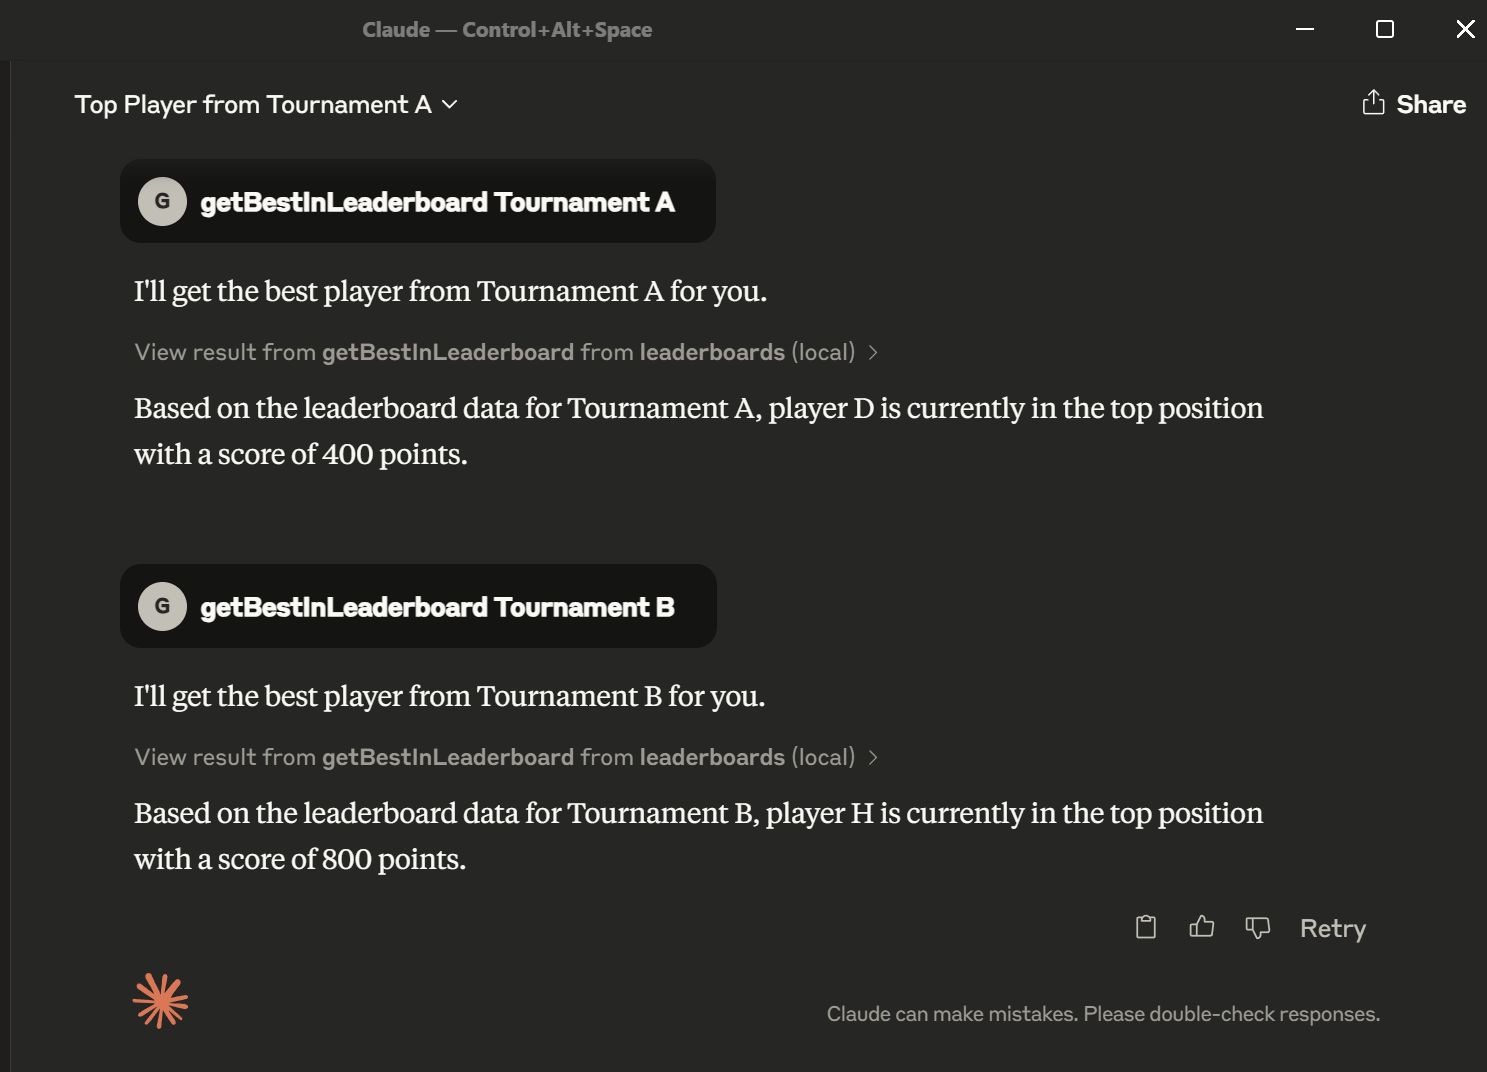 Claude — Control+Alt+Space
Top Player from Tournament A
Share
G
getBestInLeaderboard Tournament A
I'll get the best player from Tournament A for you.
View result from getBestInLeaderboard from leaderboards (local)
Based on the leaderboard data for Tournament A, player D is currently in the top position
with a score of 400 points.
G
getBestInLeaderboard Tournament B
I'll get the best player from Tournament B for you.
View result from getBestInLeaderboard from leaderboards (local)
Based on the leaderboard data for Tournament B, player H is currently in the top position
with a score of 800 points.
Retry
Claude can make mistakes. Please double-check responses.